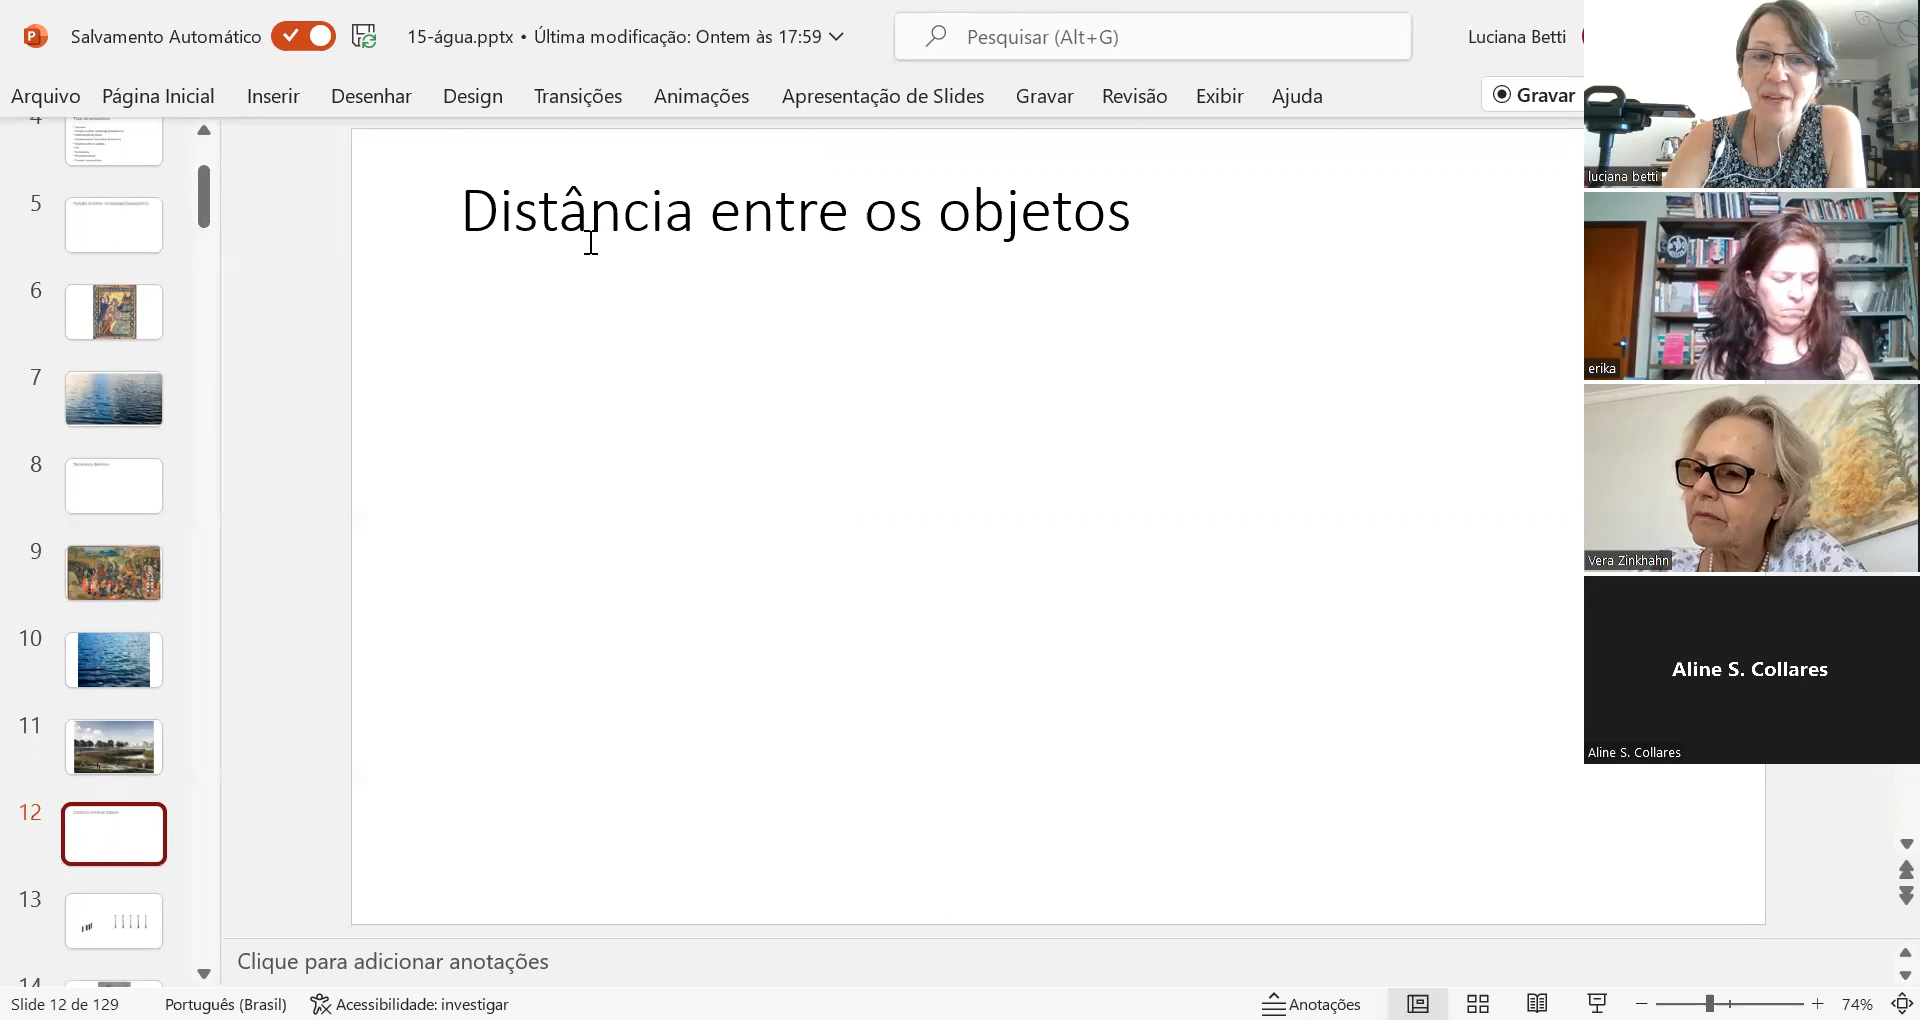 Salvamento Automático
15-água.pptx • Última modificação: Ontem às 17:59
Pesquisar (Alt+G)
Luciana Betti
Arquivo Página Inicial Inserir Desenhar Design Transições Animações Apresentação de Slides Gravar Revisão Exibir Ajuda
Gravar
luciana betti
4
5
6
7
8
9
10
11
12
13
14
Distância entre os objetos
erika
Vera Zinkhahn
Aline S. Collares
Aline S. Collares
Clique para adicionar anotações
Slide 12 de 129 Português (Brasil) Acessibilidade: investigar Anotações 74%